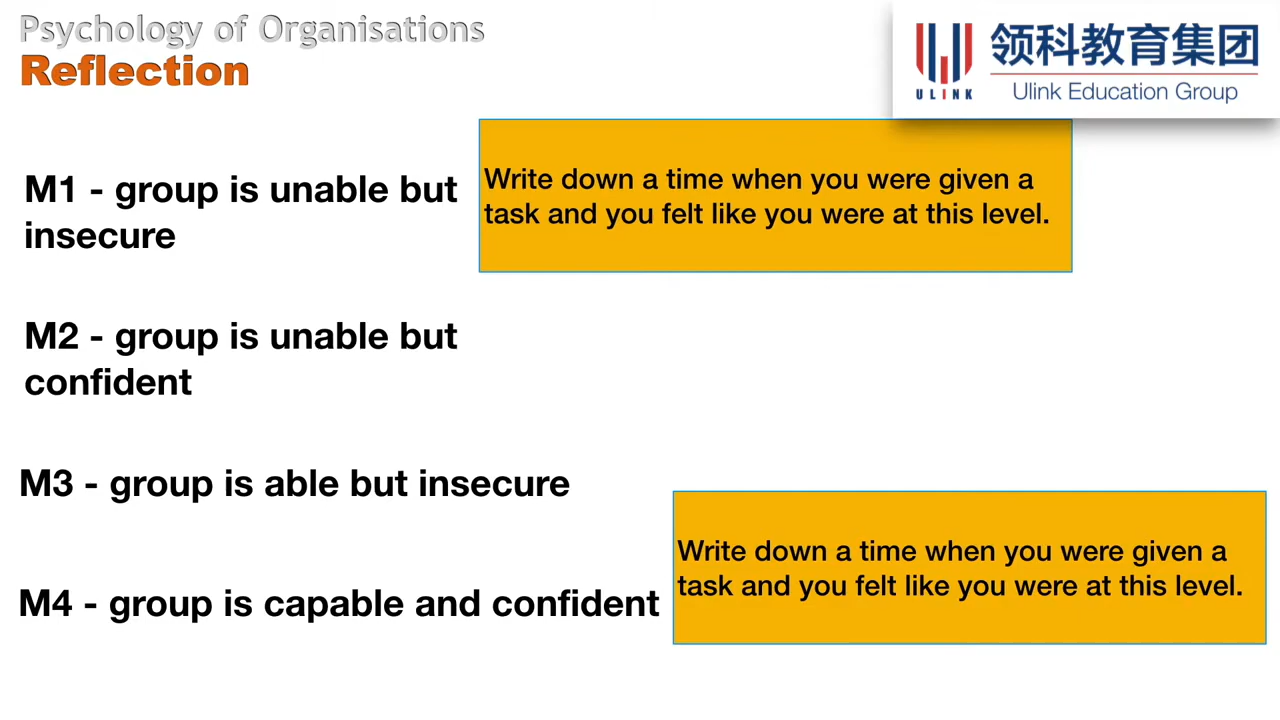 Psychology of Organisations
Reflection
ULINK
领科教育集团
Ulink Education Group
M1 - group is unable but
insecure
Write down a time when you were given a
task and you felt like you were at this level.
M2 - group is unable but
confident
M3 - group is able but insecure
M4 - group is capable and confident
Write down a time when you were given a
task and you felt like you were at this level.